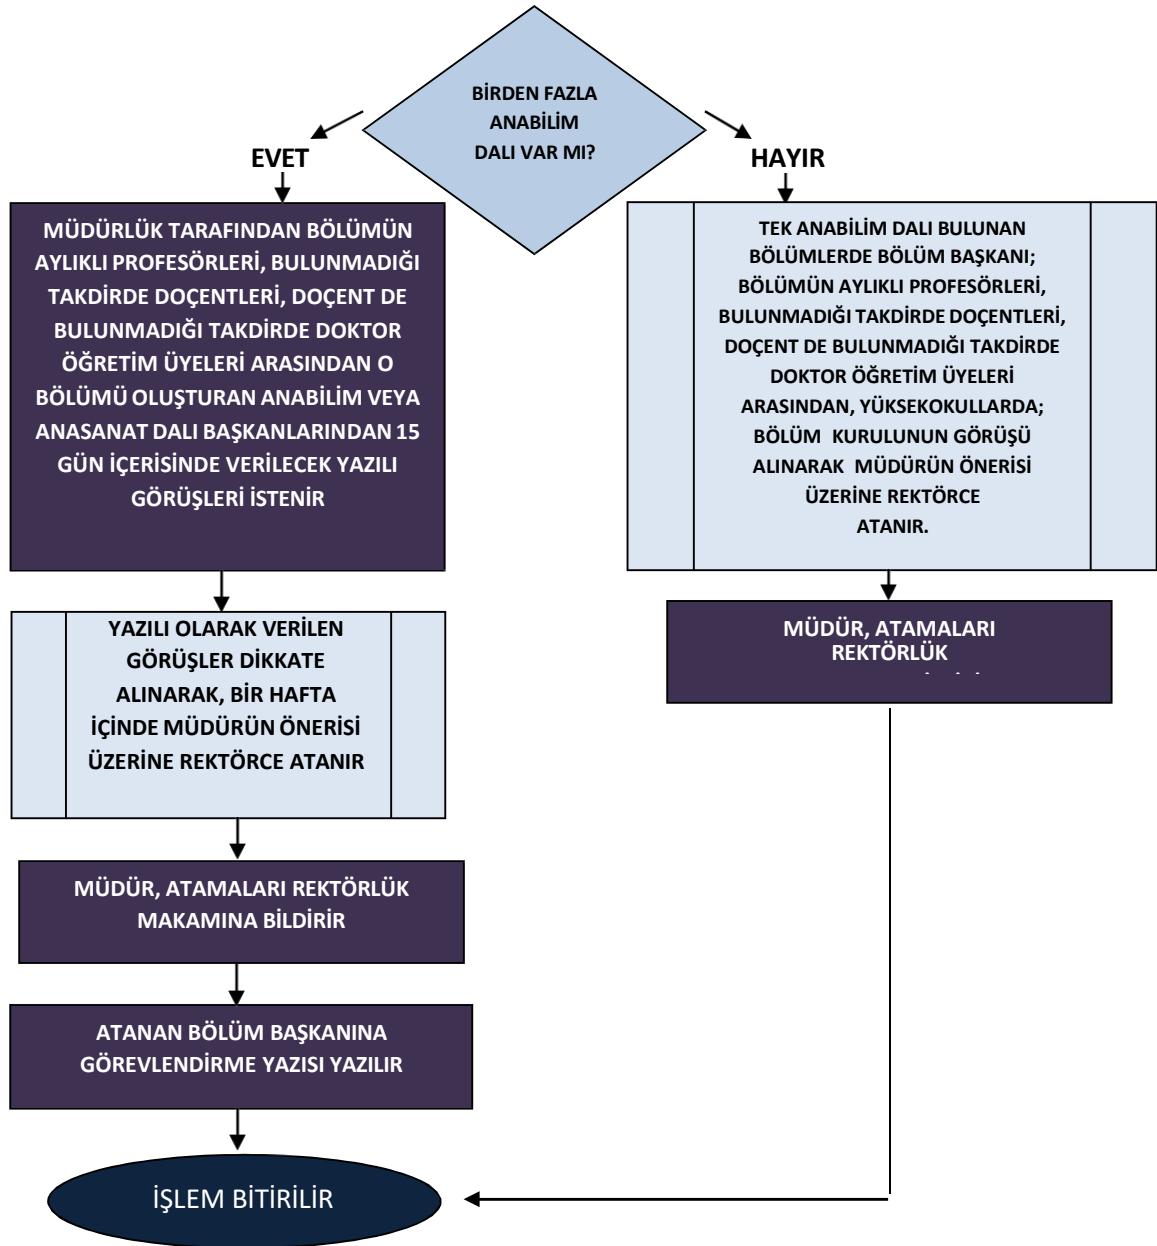 BİRDEN FAZLA
ANABİLİM
DALI VAR MI?
EVET
HAYIR
MÜDÜRLÜK TARAFINDAN BÖLÜMÜN
AYLIKLI PROFESÖRLERİ, BULUNMADIĞI
TAKDİRDE DOÇENTLERİ, DOÇENT DE
BULUNMADIĞI TAKDİRDE DOKTOR
ÖĞRETİM ÜYELERİ ARASINDAN O
BÖLÜMÜ OLUŞTURAN ANABİLİM VEYA
ANASANAT DALI BAŞKANLARINDAN 15
GÜN İÇERİSİNDE VERİLECEK YAZILI
GÖRÜŞLERİ İSTENİR
TEK ANABİLİM DALI BULUNAN
BÖLÜMLERDE BÖLÜM BAŞKANI;
BÖLÜMÜN AYLIKLI PROFESÖRLERİ,
BULUNMADIĞI TAKDİRDE DOÇENTLERİ,
DOÇENT DE BULUNMADIĞI TAKDİRDE
DOKTOR ÖĞRETİM ÜYELERİ
ARASINDAN, YÜKSEKOKULLARDA;
BÖLÜM KURULUNUN GÖRÜŞÜ
ALINARAK MÜDÜRÜN ÖNERİSİ
ÜZERİNE REKTÖRCE
ATANIR.
YAZILI OLARAK VERİLEN
GÖRÜŞLER DİKKATE
ALINARAK, BİR HAFTA
İÇİNDE MÜDÜRÜN ÖNERİSİ
ÜZERİNE REKTÖRCE ATANIR
MÜDÜR, ATAMALARI
REKTÖRLÜK
MÜDÜR, ATAMALARI REKTÖRLÜK
MAKAMINA BİLDİRİR
ATANAN BÖLÜM BAŞKANINA
GÖREVLENDİRME YAZISI YAZILIR
İŞLEM BİTİRİLİR